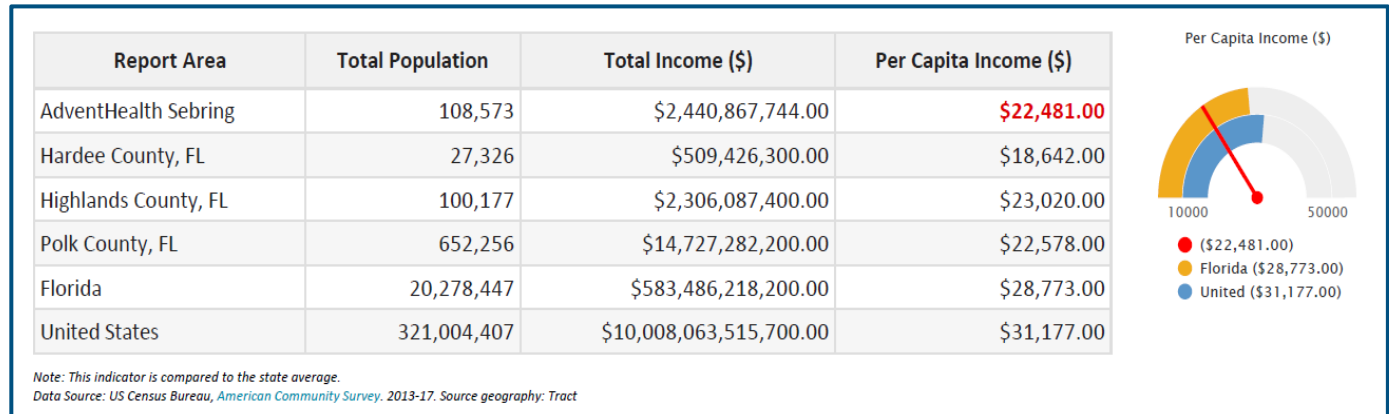 Report Area Total Population Total Income ($) Per Capita Income ($)
AdventHealth Sebring 108,573 $2,440,867,744.00 $22,481.00
Hardee County, FL 27,326 $509,426,300.00 $18,642.00
Highlands County, FL 100,177 $2,306,087,400.00 $23,020.00
Polk County, FL 652,256 $14,727,282,200.00 $22,578.00
Florida 20,278,447 $583,486,218,200.00 $28,773.00
United States 321,004,407 $10,008,063,515,700.00 $31,177.00
Note: This indicator is compared to the state average.
Data Source: US Census Bureau, American Community Survey. 2013-17. Source geography: Tract
Per Capita Income ($)
10000 50000
($22,481.00)
Florida ($28,773.00)
United ($31,177.00)